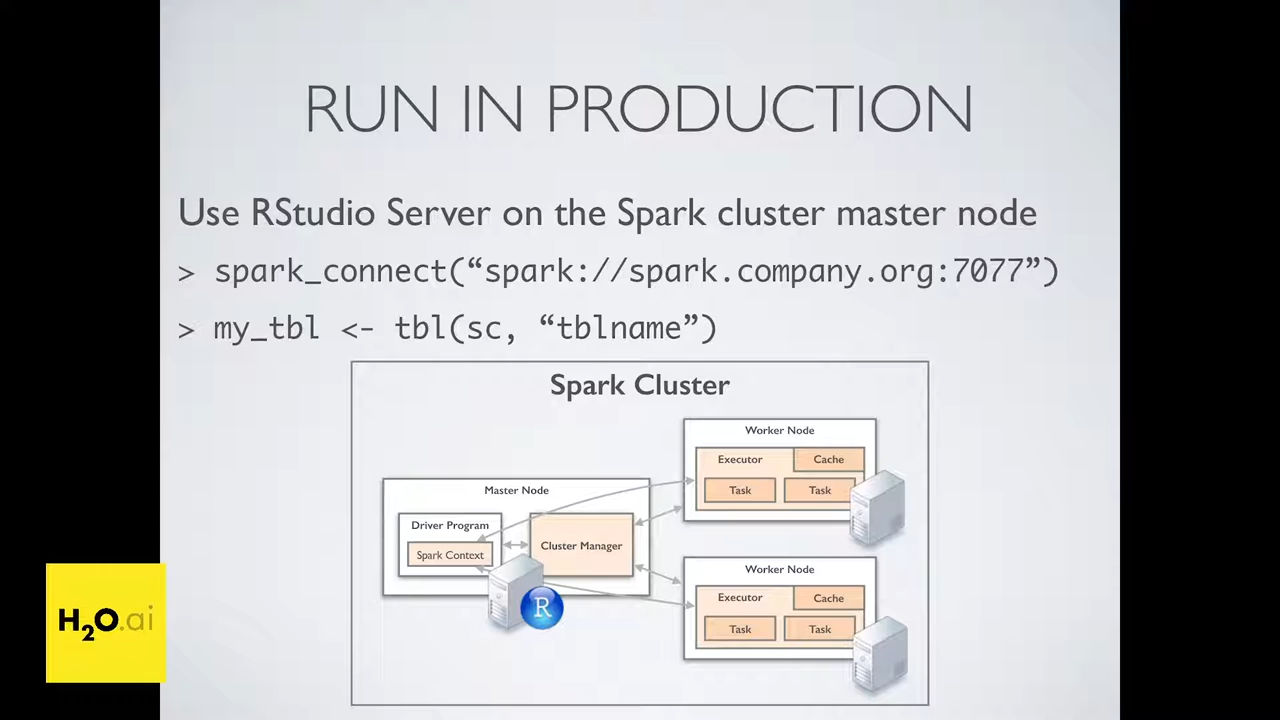 RUN IN PRODUCTION
Use RStudio Server on the Spark cluster master node
> spark_connect(“spark://spark.company.org:7077”)
> my_tbl <- tbl(sc, “tblname”)
Spark Cluster
Master Node
Driver Program
Spark Context
Cluster Manager
R
Worker Node
Executor
Cache
Task
Task
Worker Node
Executor
Cache
Task
Task
H2O.ai